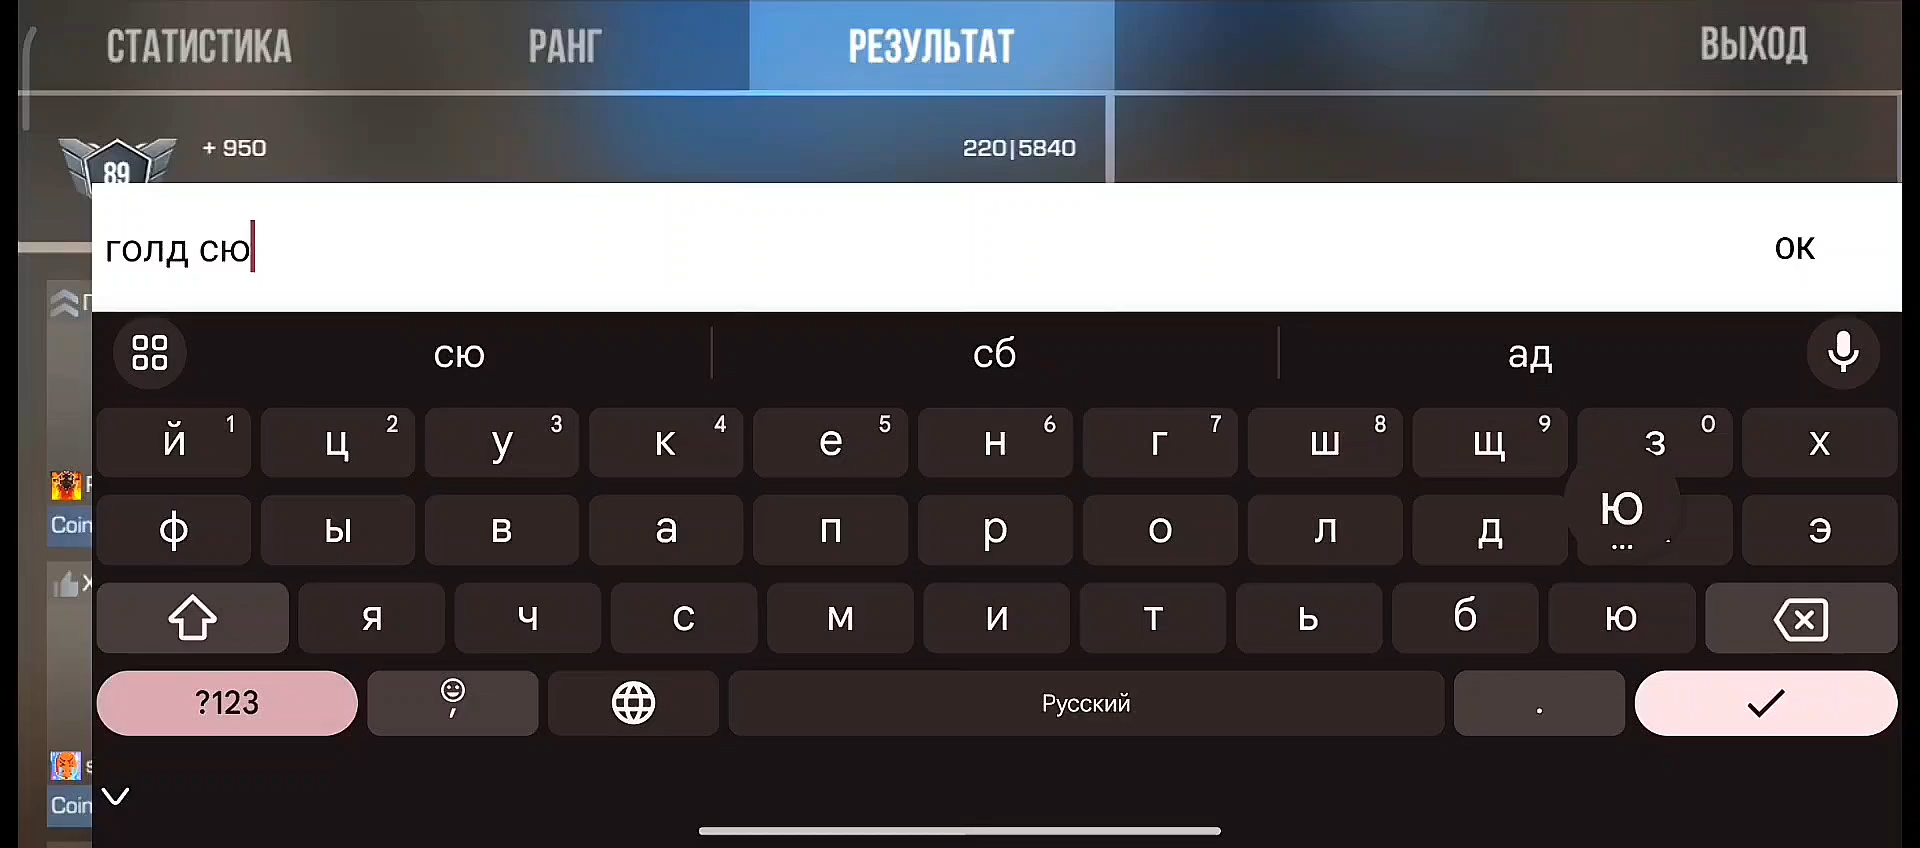 СТАТИСТИКА РАНГ РЕЗУЛЬТАТ ВЫХОД
89 + 950 220|5840
голд сю ОК
сю сб ад
й 1 ц 2 у 3 к 4 е 5 н 6 г 7 ш 8 щ 9 з 0 х
ф ы в а п р о л д ю ... э
я ч с м и т ь б ю
?123 , Русский .
Coin
Coin